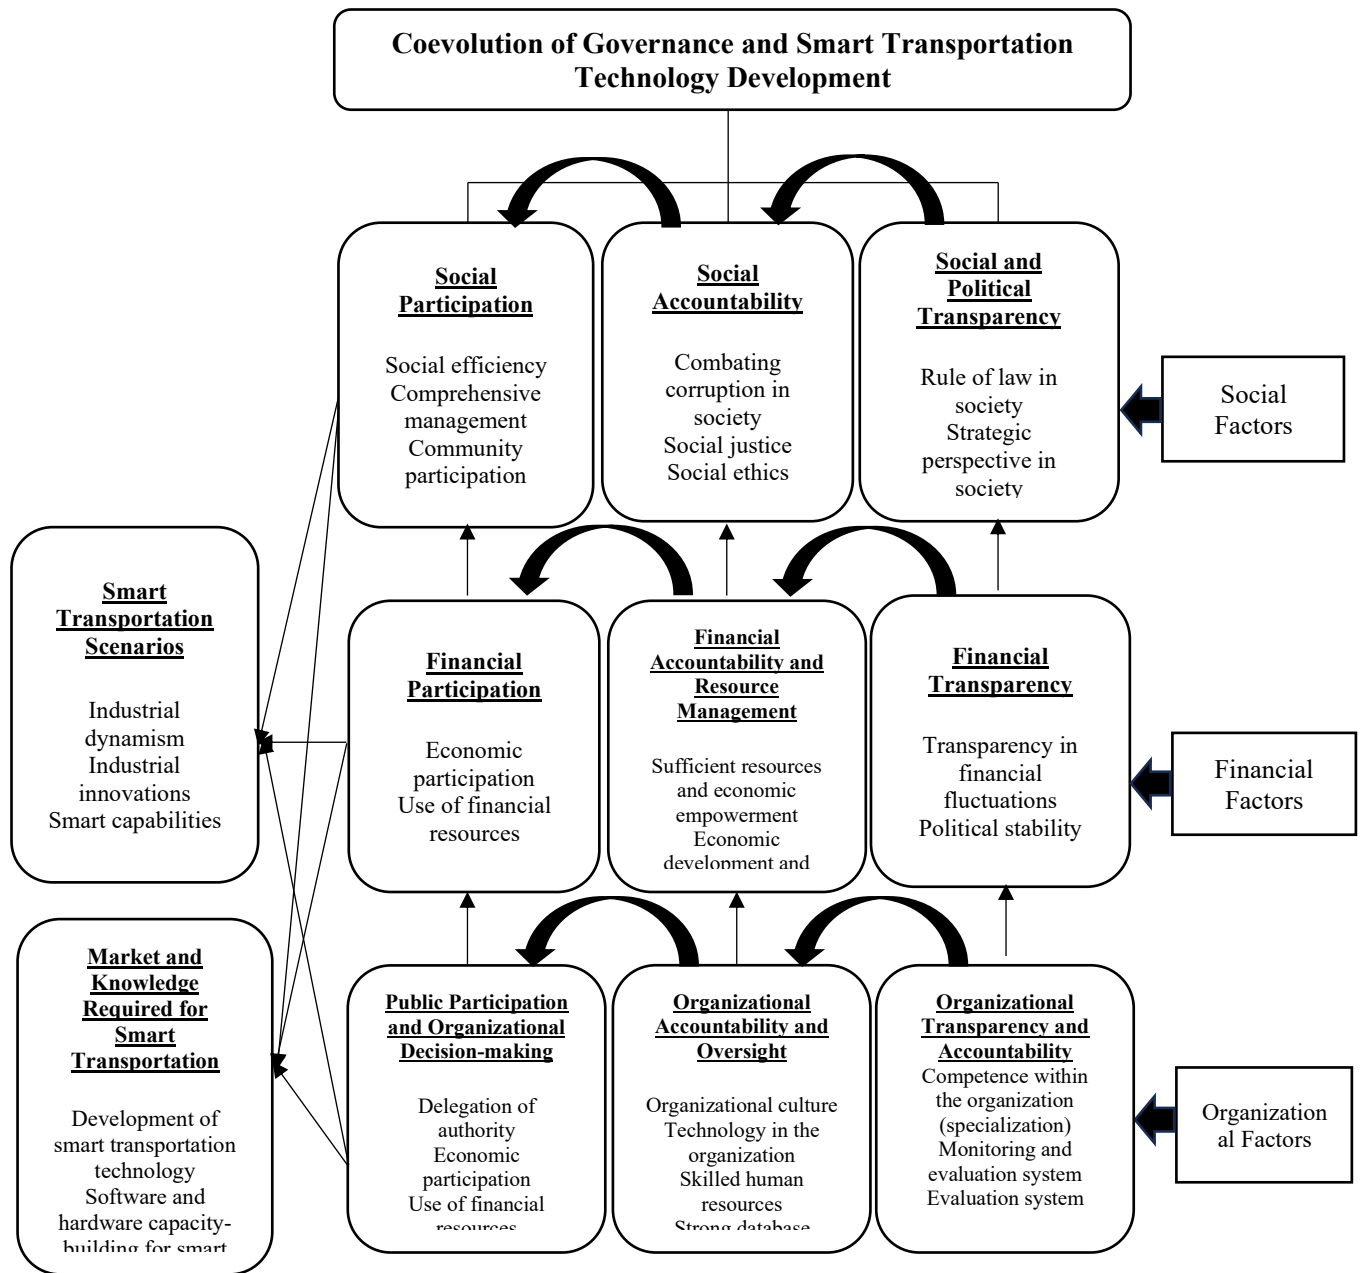 Coevolution of Governance and Smart Transportation
Technology Development
Social
Participation
Social efficiency
Comprehensive
management
Community
participation
Social
Accountability
Combating
corruption in
society
Social justice
Social ethics
Social and
Political
Transparency
Rule of law in
society
Strategic
perspective in
society
Social
Factors
Smart
Transportation
Scenarios
Industrial
dynamism
Industrial
innovations
Smart capabilities
Financial
Participation
Economic
participation
Use of financial
resources
Financial
Accountability and
Resource
Management
Sufficient resources
and economic
empowerment
Economic
development and
Financial
Transparency
Transparency in
financial
fluctuations
Political stability
Financial
Factors
Market and
Knowledge
Required for
Smart
Transportation
Development of
smart transportation
technology
Software and
hardware capacity-
building for smart
Public Participation
and Organizational
Decision-making
Delegation of
authority
Economic
participation
Use of financial
resources
Organizational
Accountability and
Oversight
Organizational culture
Technology in the
organization
Skilled human
resources
Strong database
Organizational
Transparency and
Accountability
Competence within
the organization
(specialization)
Monitoring and
evaluation system
Evaluation system
Organization
al Factors